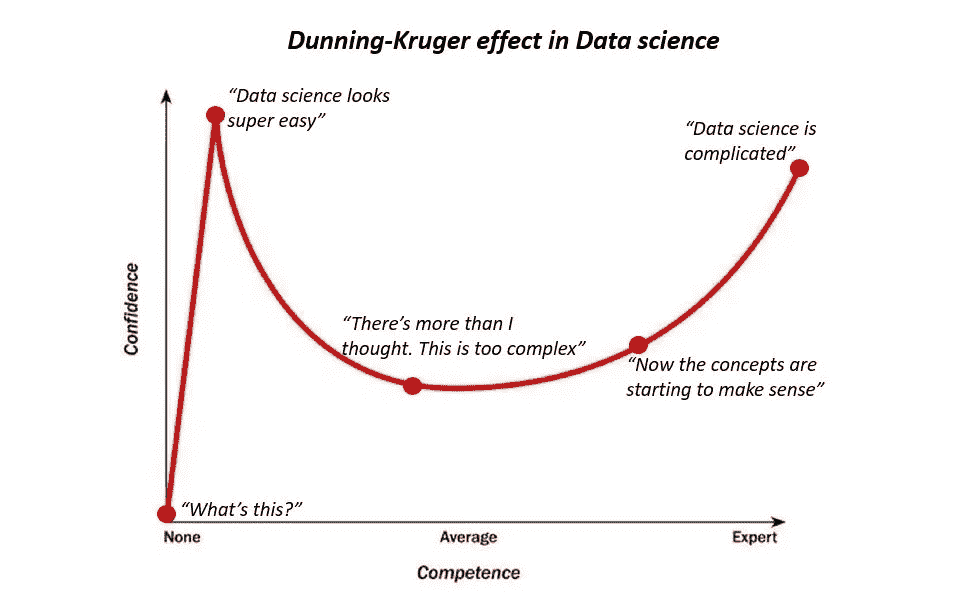 Dunning-Kruger effect in Data science
“Data science looks
super easy”
“Data science is
complicated”
Confidence
“There’s more than I
thought. This is too complex”
“Now the concepts are
starting to make sense”
“What’s this?”
None
Average
Expert
Competence